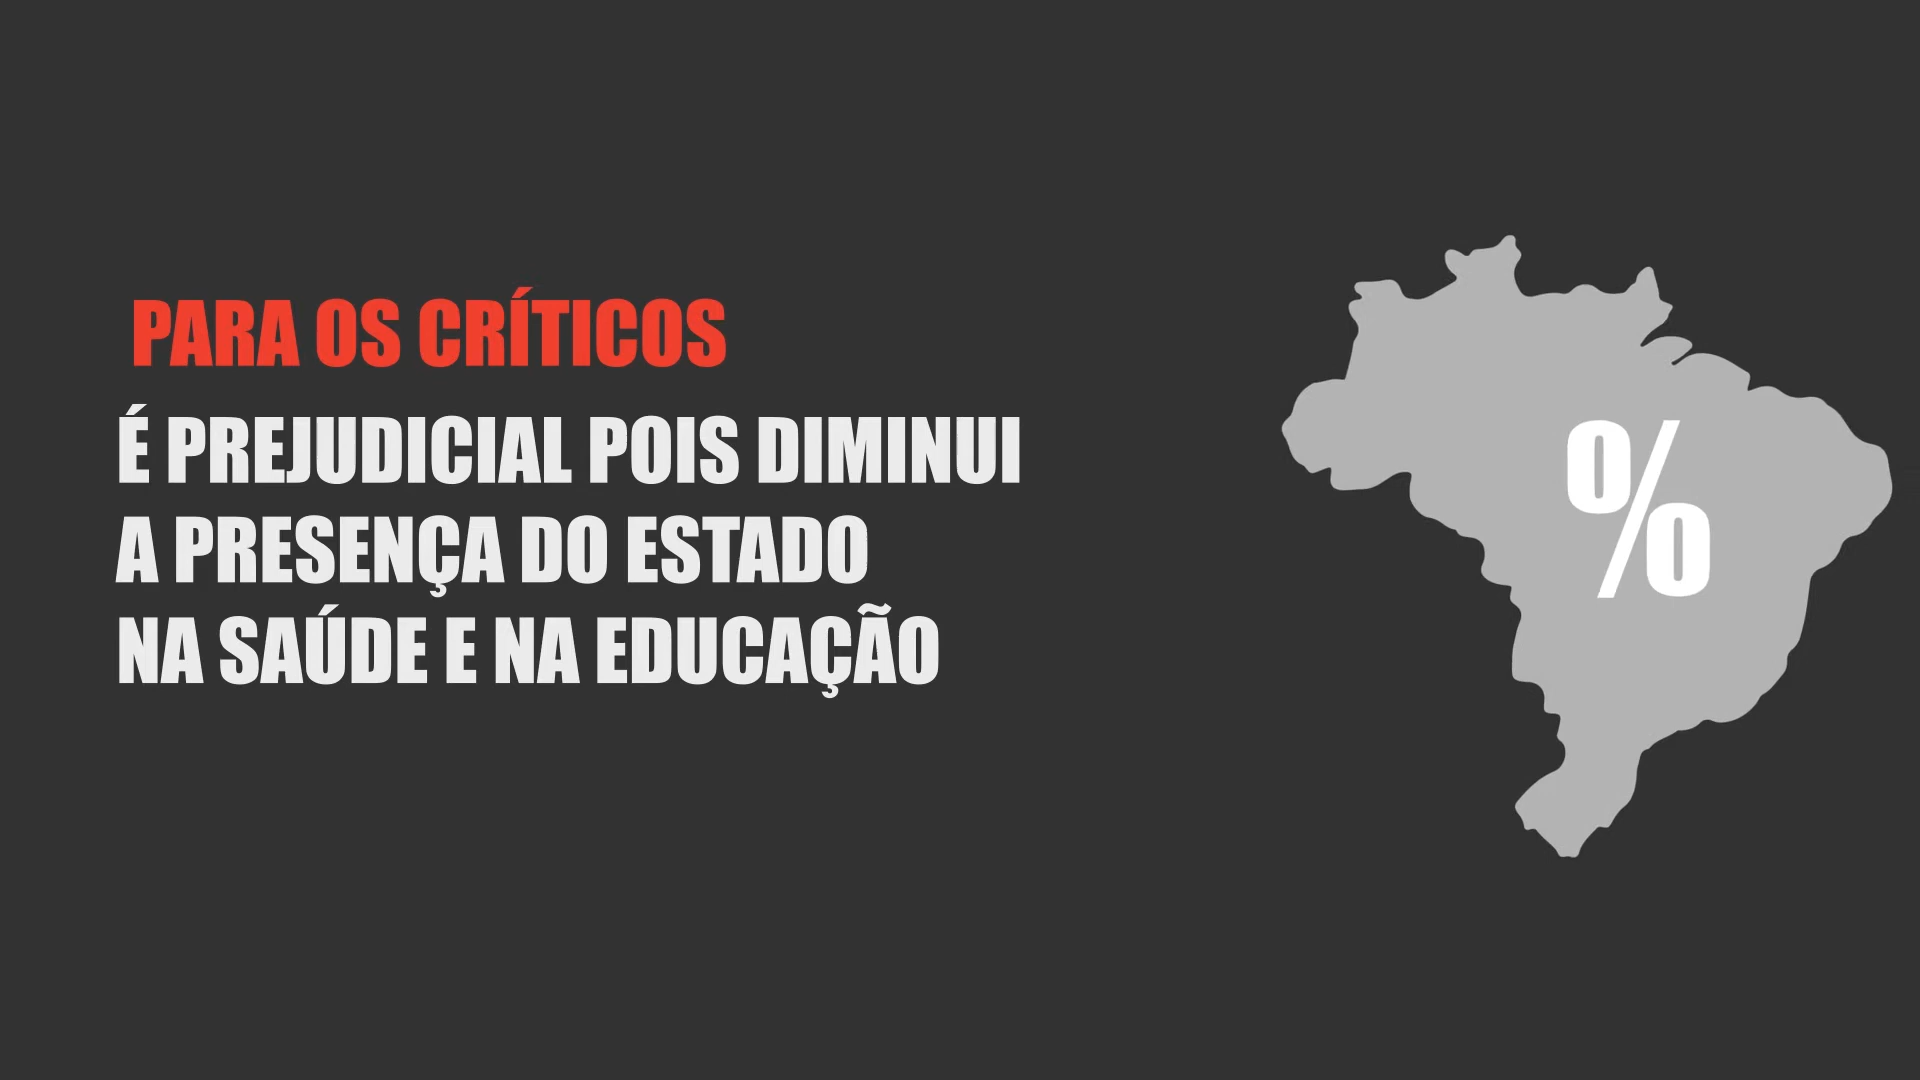 PARA OS CRÍTICOS
É PREJUDICIAL POIS DIMINUI
A PRESENÇA DO ESTADO
NA SAÚDE E NA EDUCAÇÃO
%